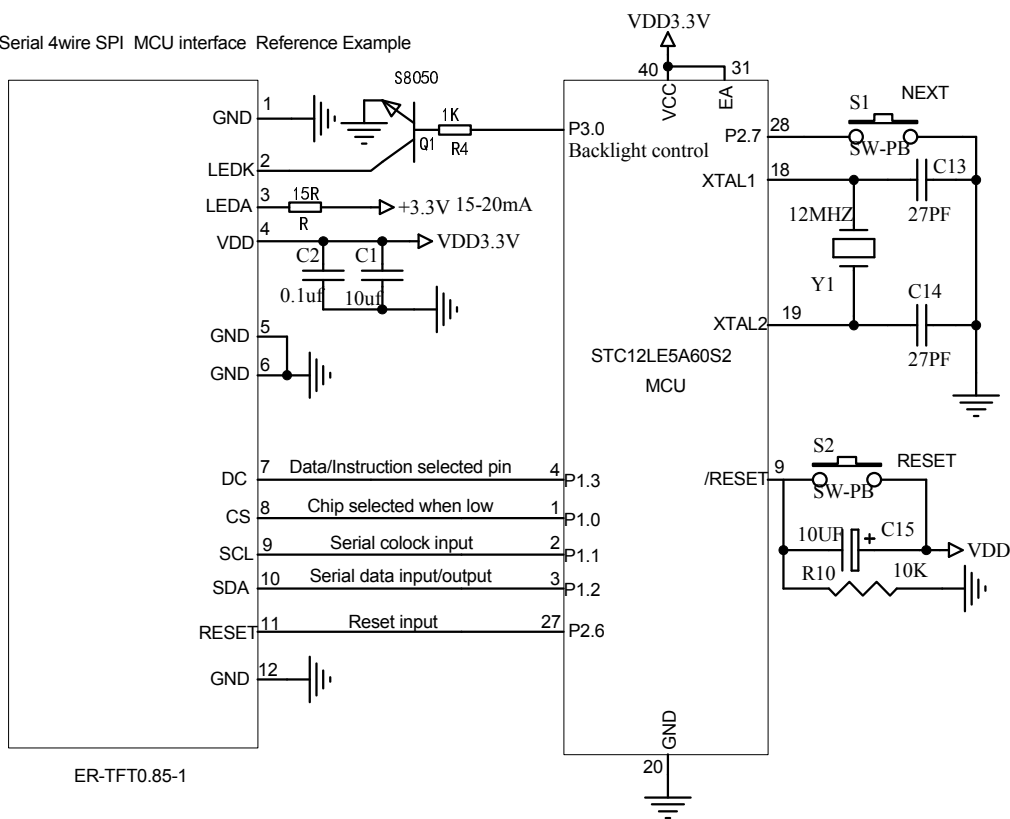 Serial 4wire SPI MCU interface Reference Example
VDD3.3V
40
31
VCC
EA
S8050
GND
1
1K
R4
Q1
P3.0
Backlight control
LEDK
2
LEDA
3
15R
R
+3.3V 15-20mA
VDD
4
VDD3.3V
C2
C1
0.1uf
10uf
GND
5
GND
6
S1
NEXT
P2.7
28
SW-PB
XTAL1
18
C13
12MHZ
27PF
Y1
C14
XTAL2
19
27PF
STC12LE5A60S2
MCU
DC
7
Data/Instruction selected pin
4
P1.3
CS
8
Chip selected when low
1
P1.0
SCL
9
Serial colock input
2
P1.1
SDA
10
Serial data input/output
3
P1.2
RESET
11
Reset input
27
P2.6
GND
12
S2
RESET
/RESET
9
SW-PB
10UF
+
C15
VDD
R10
10K
GND
20
ER-TFT0.85-1